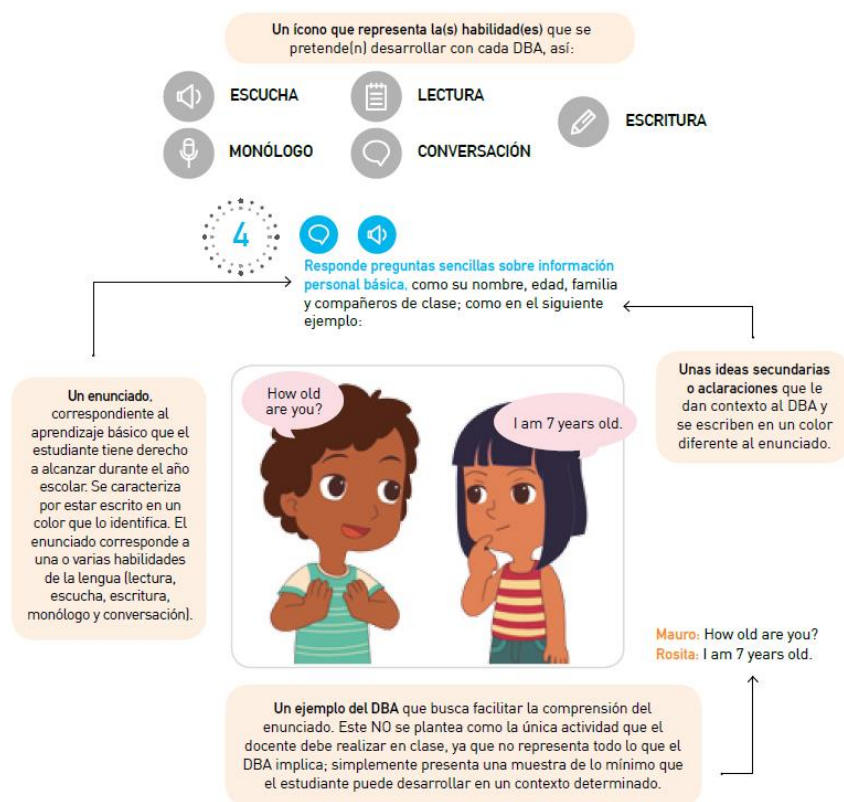 Un ícono que representa la(s) habilidad(es) que se
pretende(n) desarrollar con cada DBA, así:
ESCUCHA
LECTURA
ESCRITURA
MONÓLOGO
CONVERSACIÓN
4
Responde preguntas sencillas sobre información
personal básica, como su nombre, edad, familia
y compañeros de clase; como en el siguiente
ejemplo:
Un enunciado,
correspondiente al
aprendizaje básico que el
estudiante tiene derecho
a alcanzar durante el año
escolar. Se caracteriza
por estar escrito en un
color que lo identifica. El
enunciado corresponde a
una o varias habilidades
de la lengua (lectura,
escucha, escritura,
monólogo y conversación).
How old
are you?
I am 7 years old.
Unas ideas secundarias
o aclaraciones que le
dan contexto al DBA y
se escriben en un color
diferente al enunciado.
Mauro: How old are you?
Rosita: I am 7 years old.
Un ejemplo del DBA que busca facilitar la comprensión del
enunciado. Este NO se plantea como la única actividad que el
docente debe realizar en clase, ya que no representa todo lo que el
DBA implica; simplemente presenta una muestra de lo mínimo que
el estudiante puede desarrollar en un contexto determinado.